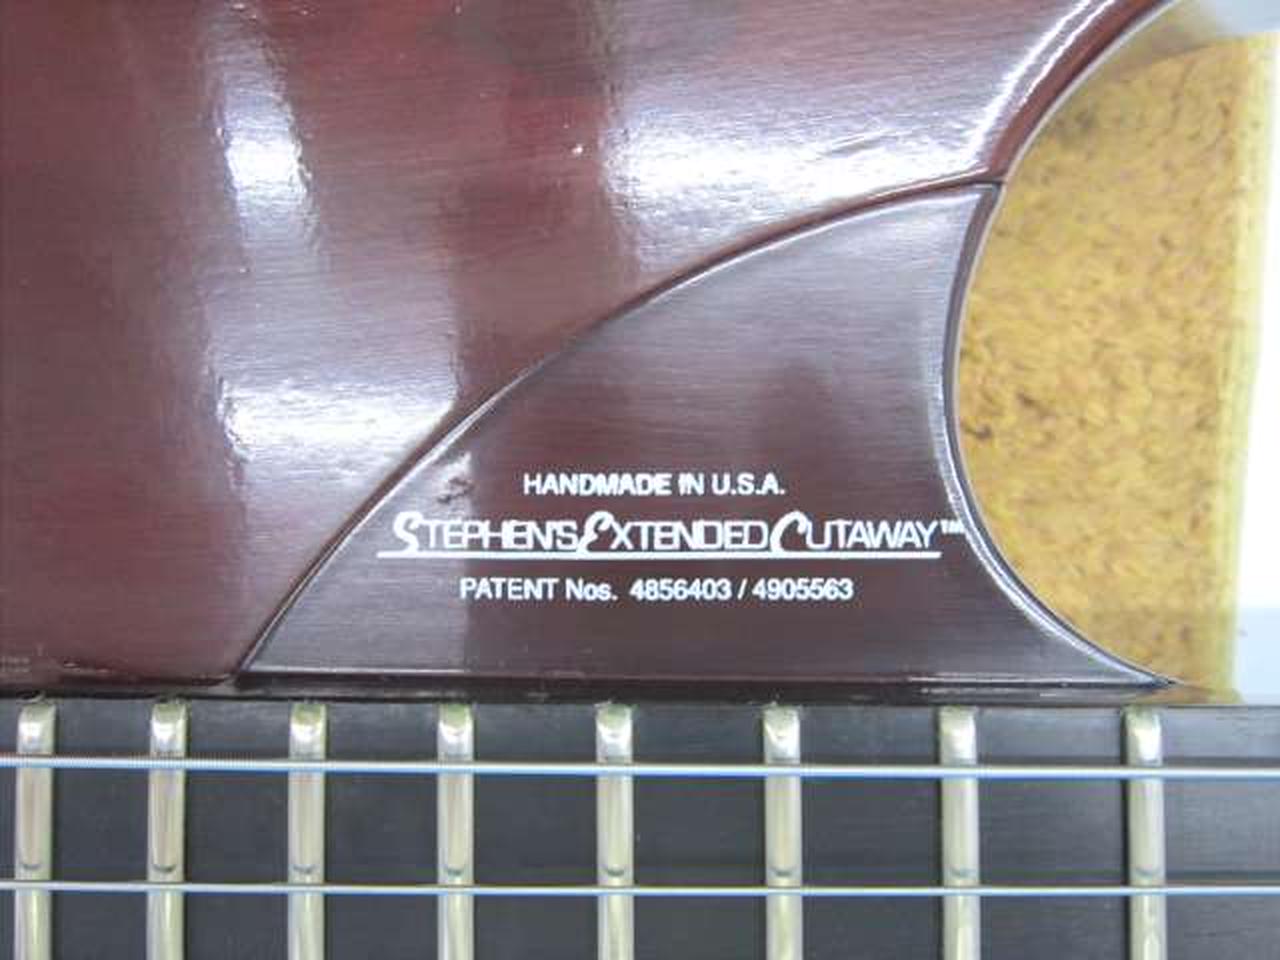 HANDMADE IN U.S.A.
STEPHEN'S EXTENDED CUTAWAY™
PATENT Nos. 4856403 / 4905563